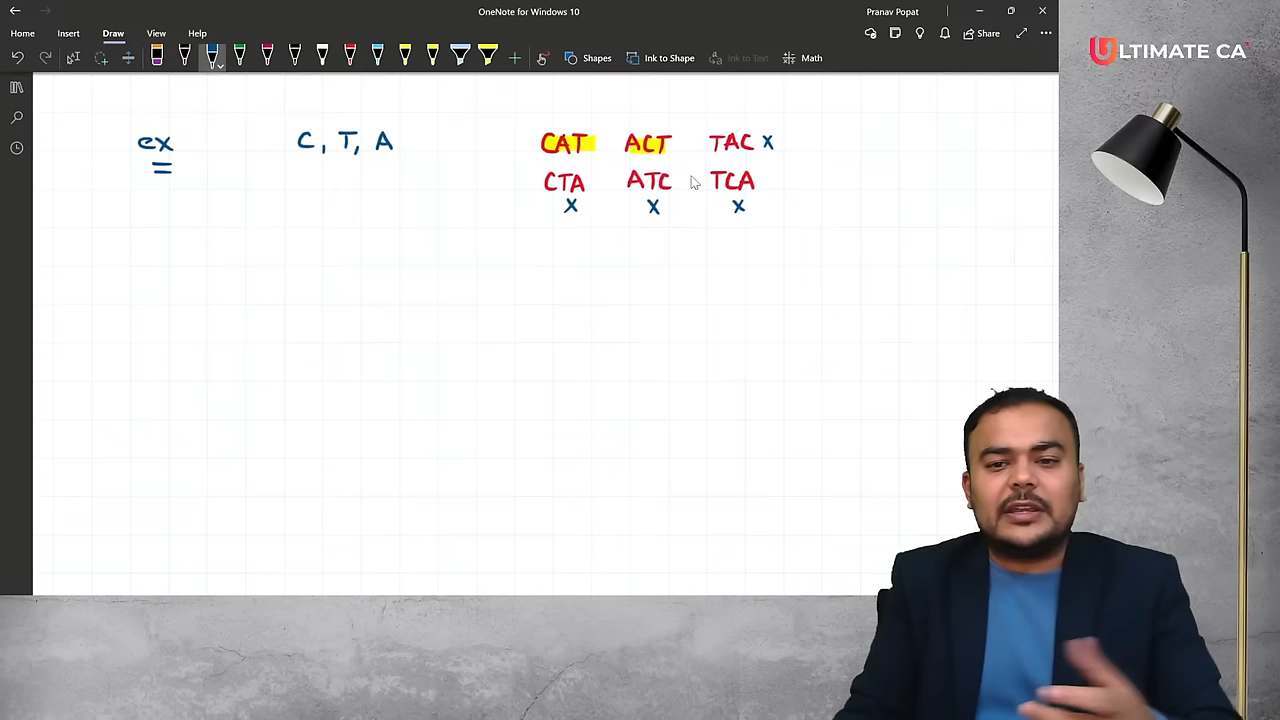 OneNote for Windows 10
Pranav Popat
Home Insert Draw View Help
Share
Shapes Ink to Shape Ink to Text Math
ULTIMATE CA
ex C, T, A CAT ACT TAC x
CTA ATC TCA
x x x